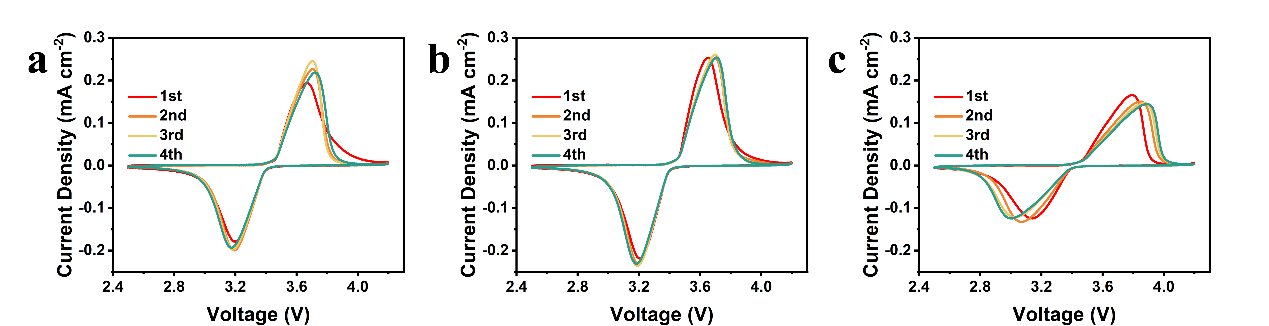 a
Current Density (mA cm⁻²)
0.3
0.2
0.1
0.0
-0.1
-0.2
1st
2nd
3rd
4th
2.4 3.2 4.0
Voltage (V)
b
Current Density (mA cm⁻²)
0.3
0.2
0.1
0.0
-0.1
-0.2
1st
2nd
3rd
4th
2.4 2.8 3.2 3.6 4.0
Voltage (V)
c
Current Density (mA cm⁻²)
0.3
0.2
0.1
0.0
-0.1
-0.2
1st
2nd
3rd
4th
2.4 2.8 3.2 3.6 4.0
Voltage (V)